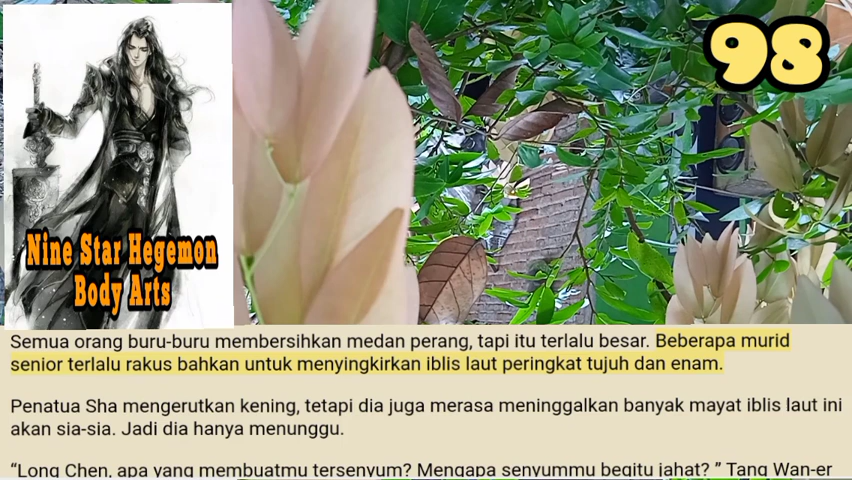 98
Nine Star Hegemon
Body Arts
Semua orang buru-buru membersihkan medan perang, tapi itu terlalu besar. Beberapa murid
senior terlalu rakus bahkan untuk menyingkirkan iblis laut peringkat tujuh dan enam.
Penatua Sha mengerutkan kening, tetapi dia juga merasa meninggalkan banyak mayat iblis laut ini
akan sia-sia. Jadi dia hanya menunggu.
“Long Chen, apa yang membuatmu tersenyum? Mengapa senyummu begitu jahat? ” Tang Wan-er